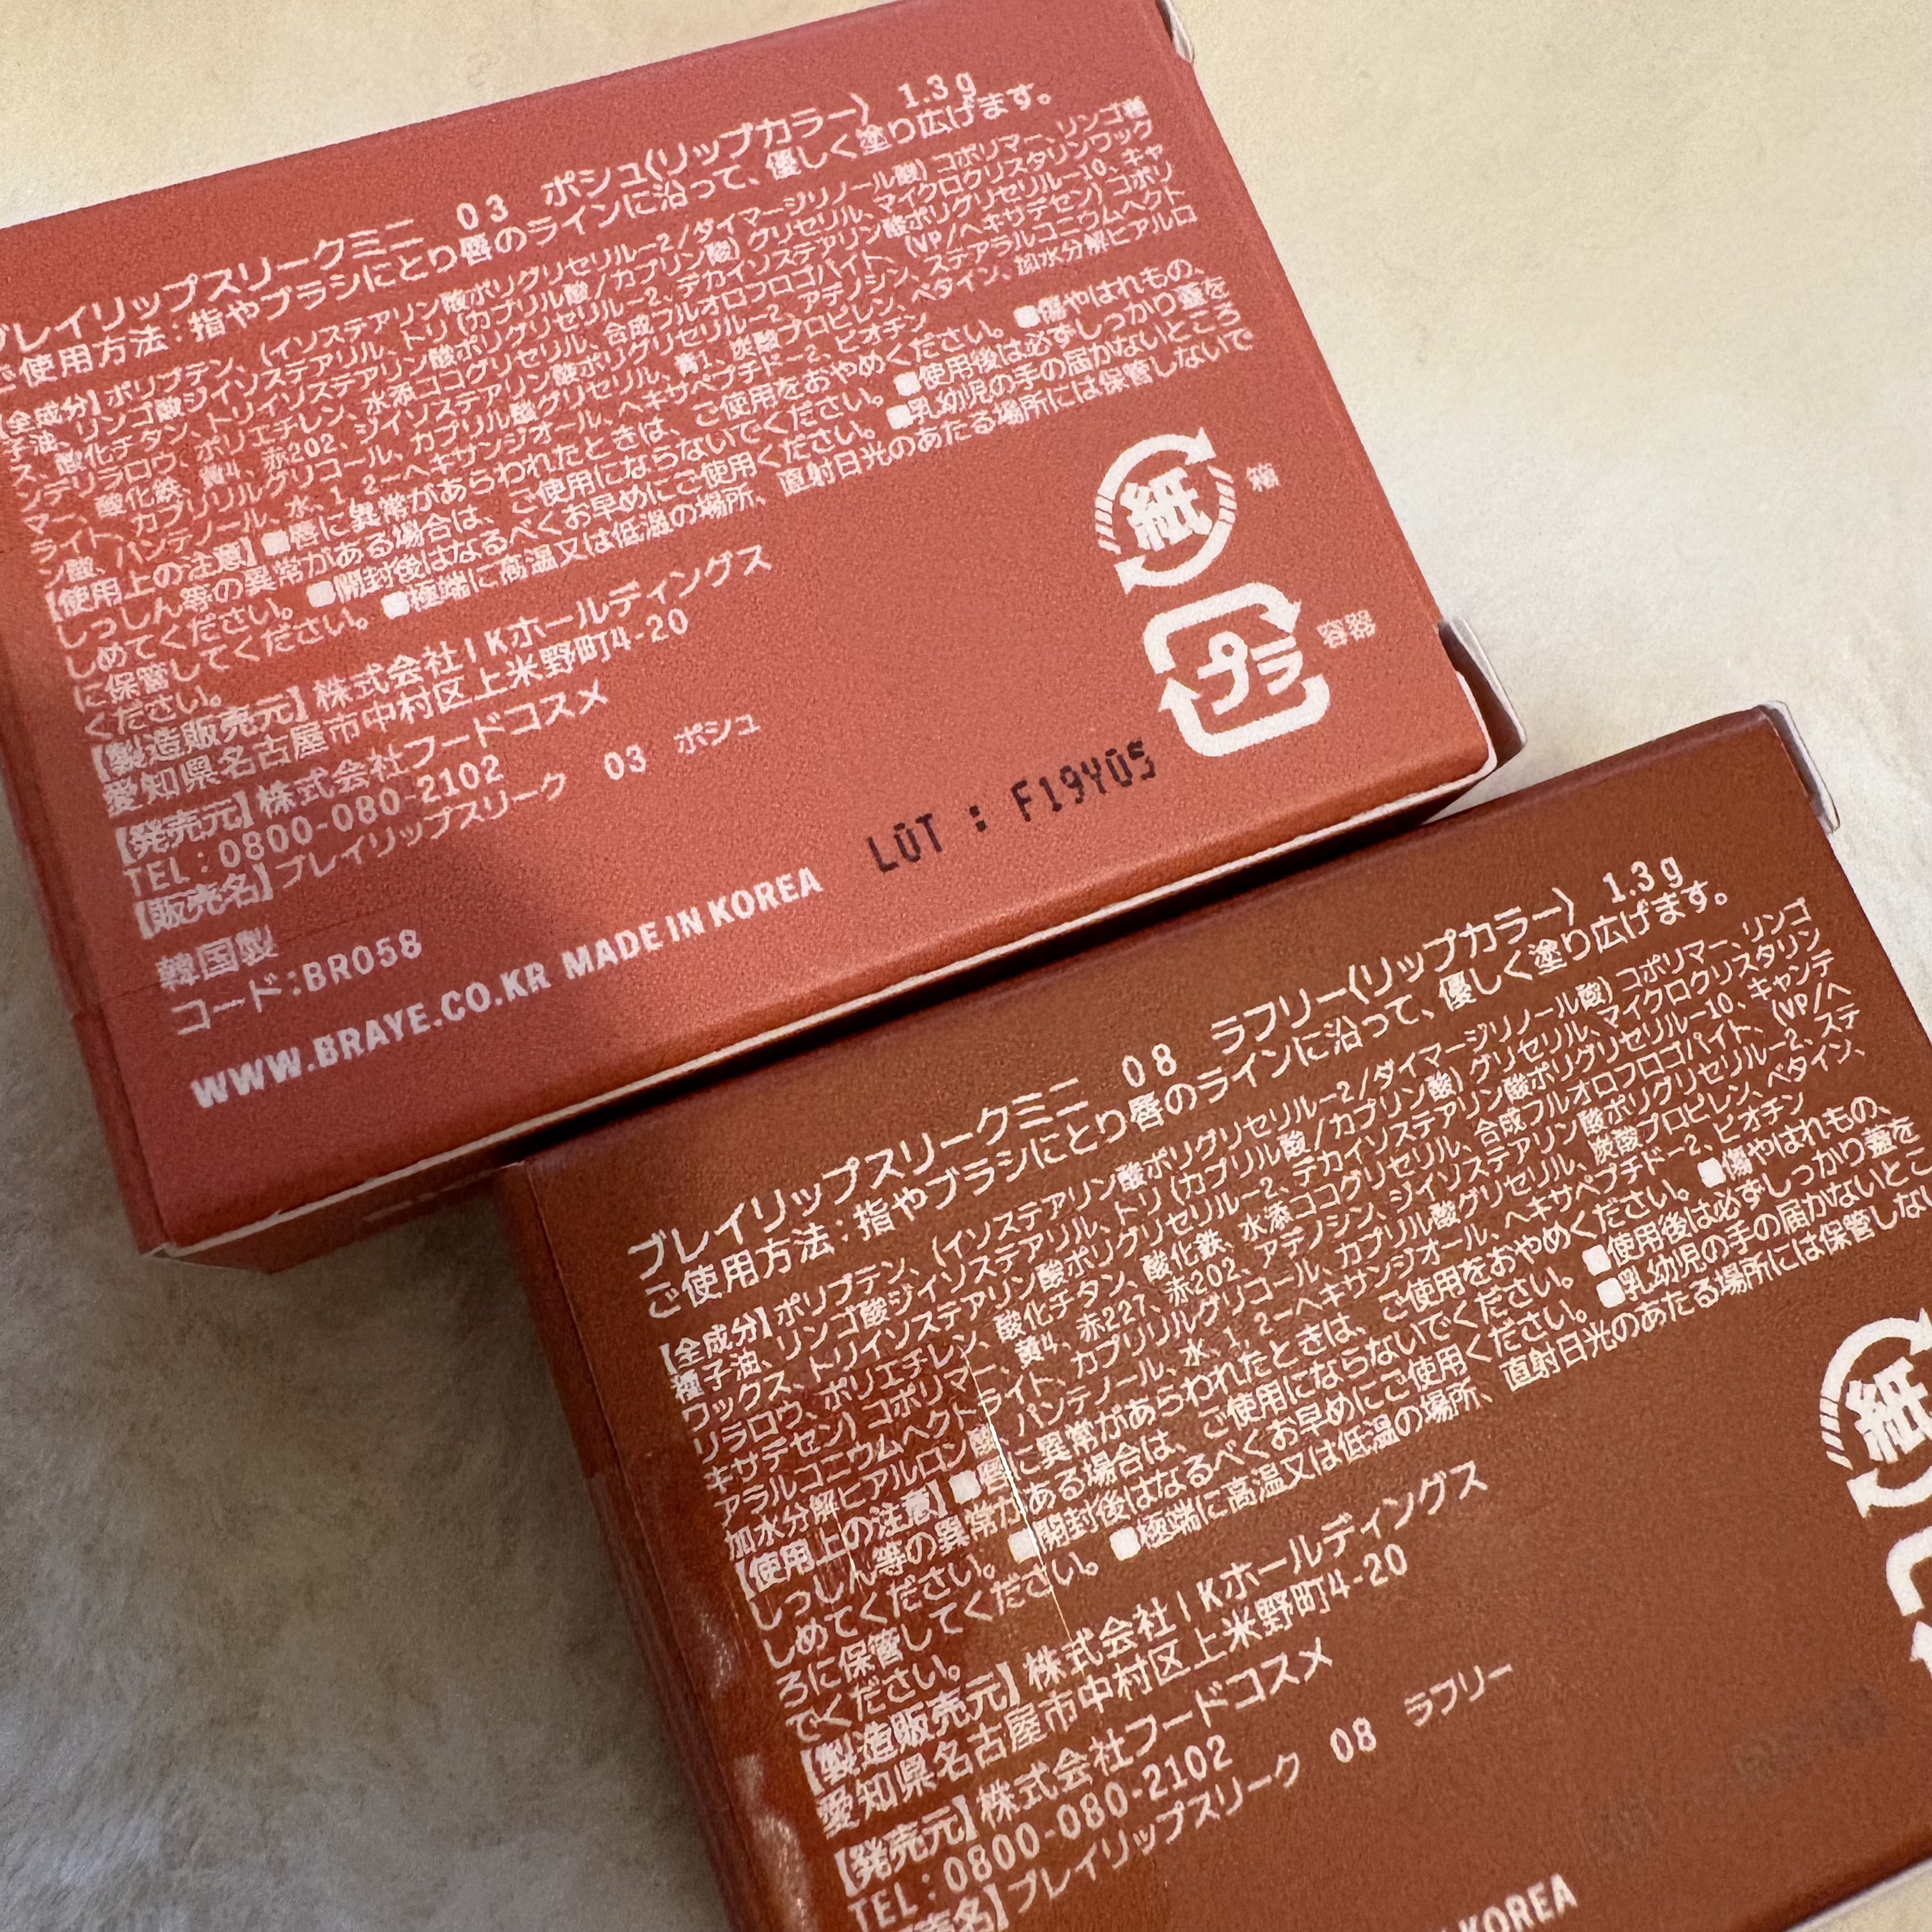 ブレイリップスリークミニ 03 ポシュ〈リップカラー〉 1.3g
ご使用方法:指やブラシにとり唇のラインに沿って、優しく塗り広げます。
【全成分】ポリブテン、(イソステアリン酸ポリグリセリル-2/ダイマージリノール酸) コポリマー、リンゴ種
子油、リンゴ酸ジイソステアリル、トリ (カプリル酸/カプリン酸) グリセリル、マイクロクリスタリンワック
ス、酸化チタン、トリイソステアリン酸ポリグリセリル-2、デカイソステアリン酸ポリグリセリル-10、キャ
ンデリラロウ、ポリエチレン、水添ココグリセリル、合成フルオロフロゴパイト、(VP/ヘキサデセン) コポリ
マー、酸化鉄、黄4、赤202、ジイソステアリン酸ポリグリセリル-2、アデノシン、ステアラルコニウムヘクト
ライト、カプリリルグリコール、カプリル酸グリセリル、青1、炭酸プロピレン、ベタイン、加水分解ヒアルロ
ン酸、パンテノール、水、1,2-ヘキサンジオール、ヘキサペプチド-2、ビオチン
【使用上の注意】■唇に異常があらわれたときは、ご使用をおやめください。 ■傷やはれもの、
しっしん等の異常がある場合は、ご使用にならないでください。 ■使用後は必ずしっかり蓋を
しめてください。 ■開封後はなるべくお早めにご使用ください。 ■乳幼児の手の届かないところ
に保管してください。 ■極端に高温又は低温の場所、直射日光のあたる場所には保管しないで
ください。
【製造販売元】株式会社IKホールディングス
愛知県名古屋市中村区上米野町4-20
【発売元】株式会社フードコスメ
TEL:0800-080-2102
【販売名】ブレイリップスリーク 03 ポシュ
韓国製
コード:BR058
WWW.BRAYE.CO.KR MADE IN KOREA
LOT : F19Y05
紙
箱
プラ
容器
ブレイリップスリークミニ 08 ラフリー〈リップカラー〉 1.3g
ご使用方法:指やブラシにとり唇のラインに沿って、優しく塗り広げます。
【全成分】ポリブテン、(イソステアリン酸ポリグリセリル-2/ダイマージリノール酸) コポリマー、リンゴ
種子油、リンゴ酸ジイソステアリル、トリ (カプリル酸/カプリン酸) グリセリル、マイクロクリスタリン
ワックス、トリイソステアリン酸ポリグリセリル-2、デカイソステアリン酸ポリグリセリル-10、キャンデ
リラロウ、ポリエチレン、酸化チタン、酸化鉄、水添ココグリセリル、合成フルオロフロゴパイト、(VP/ヘ
キサデセン) コポリマー、黄4、赤227、赤202、アデノシン、ジイソステアリン酸ポリグリセリル-2、ステ
アラルコニウムヘクトライト、カプリリルグリコール、カプリル酸グリセリル、炭酸プロピレン、ベタイン、
加水分解ヒアルロン酸、パンテノール、水、1,2-ヘキサンジオール、ヘキサペプチド-2、ビオチン
【使用上の注意】■唇に異常があらわれたときは、ご使用をおやめください。 ■傷やはれもの、
しっしん等の異常がある場合は、ご使用にならないでください。 ■使用後は必ずしっかり蓋を
しめてください。 ■開封後はなるべくお早めにご使用ください。 ■乳幼児の手の届かないとこ
ろに保管してください。 ■極端に高温又は低温の場所、直射日光のあたる場所には保管しない
でください。
【製造販売元】株式会社IKホールディングス
愛知県名古屋市中村区上米野町4-20
【発売元】株式会社フードコスメ
TEL:0800-080-2102
売名】ブレイリップスリーク 08 ラフリー
KOREA
紙